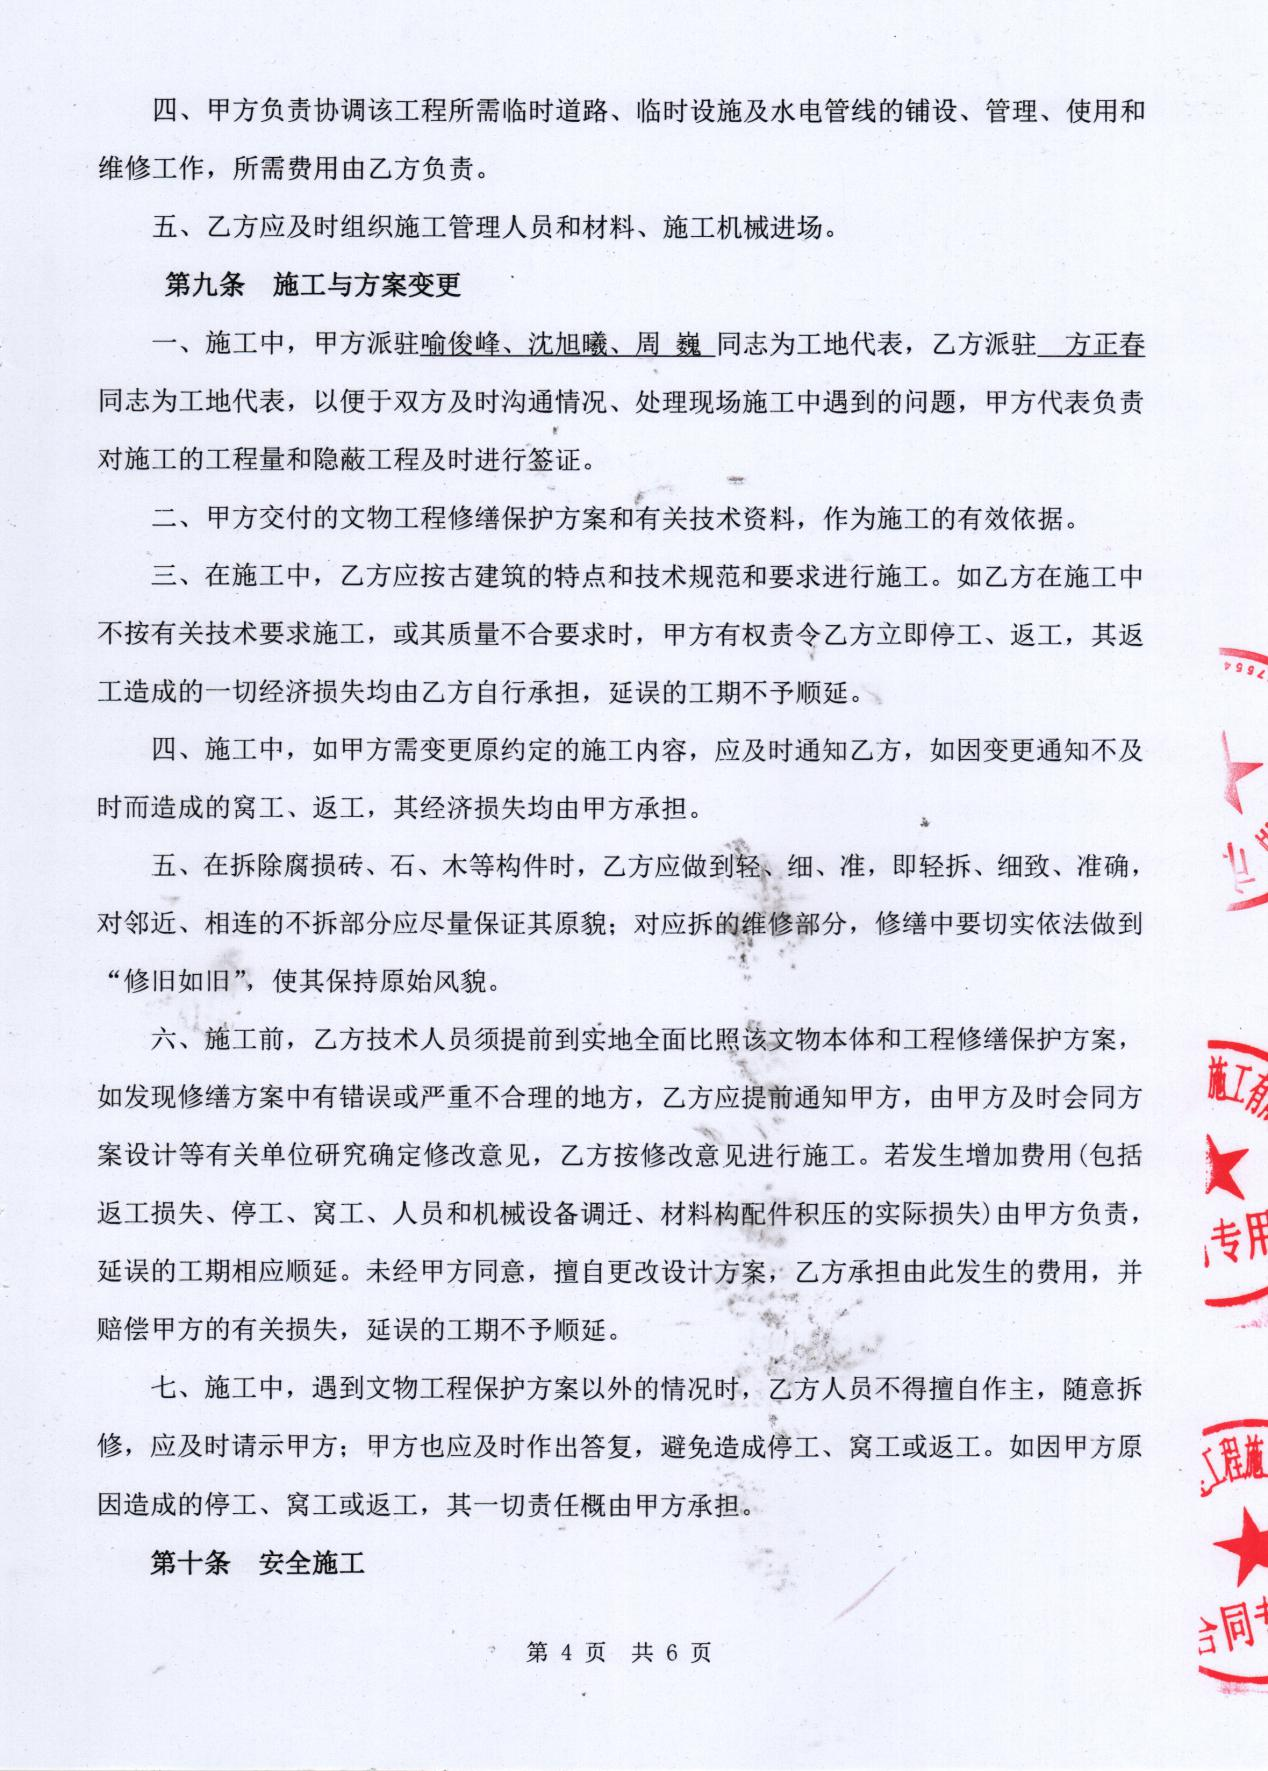 四、甲方负责协调该工程所需临时道路、临时设施及水电管线的铺设、管理、使用和
维修工作，所需费用由乙方负责。
五、乙方应及时组织施工管理人员和材料、施工机械进场。
第九条　施工与方案变更
一、施工中，甲方派驻喻俊峰、沈旭曦、周 巍 同志为工地代表，乙方派驻　方正春
同志为工地代表，以便于双方及时沟通情况、处理现场施工中遇到的问题，甲方代表负责
对施工的工程量和隐蔽工程及时进行签证。
二、甲方交付的文物工程修缮保护方案和有关技术资料，作为施工的有效依据。
三、在施工中，乙方应按古建筑的特点和技术规范和要求进行施工。如乙方在施工中
不按有关技术要求施工，或其质量不合要求时，甲方有权责令乙方立即停工、返工，其返
工造成的一切经济损失均由乙方自行承担，延误的工期不予顺延。
四、施工中，如甲方需变更原约定的施工内容，应及时通知乙方，如因变更通知不及
时而造成的窝工、返工，其经济损失均由甲方承担。
五、在拆除腐损砖、石、木等构件时，乙方应做到轻、细、准，即轻拆、细致、准确，
对邻近、相连的不拆部分应尽量保证其原貌；对应拆的维修部分，修缮中要切实依法做到
“修旧如旧”，使其保持原始风貌。
六、施工前，乙方技术人员须提前到实地全面比照该文物本体和工程修缮保护方案，
如发现修缮方案中有错误或严重不合理的地方，乙方应提前通知甲方，由甲方及时会同方
案设计等有关单位研究确定修改意见，乙方按修改意见进行施工。若发生增加费用(包括
返工损失、停工、窝工、人员和机械设备调迁、材料构配件积压的实际损失)由甲方负责，
延误的工期相应顺延。未经甲方同意，擅自更改设计方案，乙方承担由此发生的费用，并
赔偿甲方的有关损失，延误的工期不予顺延。
七、施工中，遇到文物工程保护方案以外的情况时，乙方人员不得擅自作主，随意拆
修，应及时请示甲方；甲方也应及时作出答复，避免造成停工、窝工或返工。如因甲方原
因造成的停工、窝工或返工，其一切责任概由甲方承担。
第十条　安全施工
第 4 页　共 6 页
施工有
专用
工程施
合同专